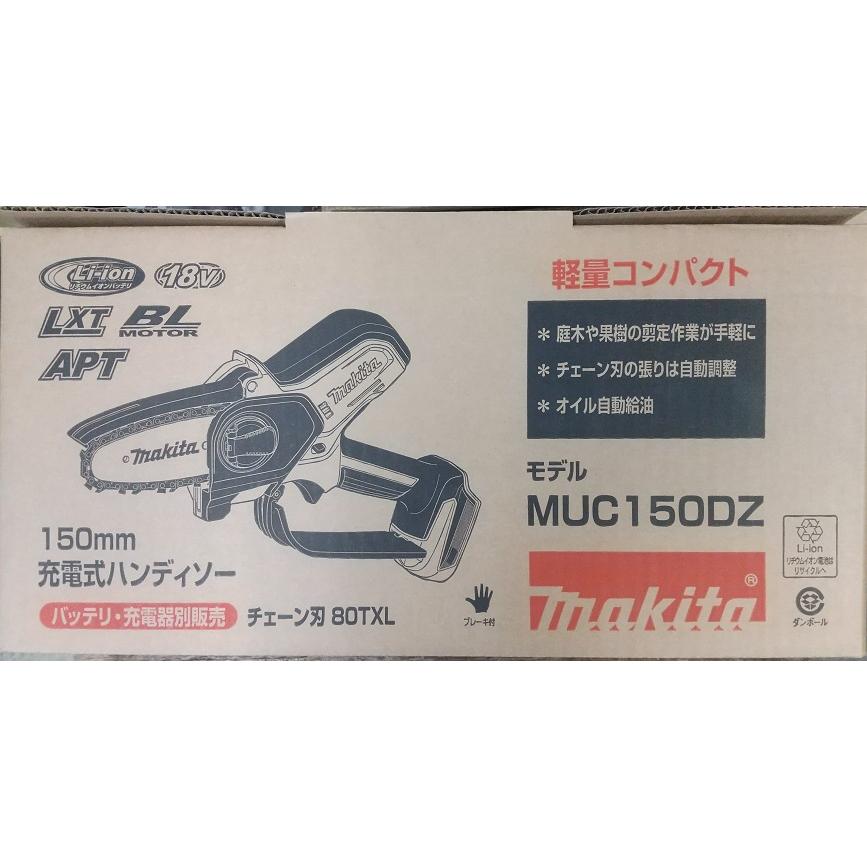 Li-ion
リチウムイオンバッテリ
18V
LXT
BL
MOTOR
APT
makita
makita
150mm
充電式ハンディソー
バッテリ・充電器別販売
チェーン刃 80TXL
ブレーキ付
軽量コンパクト
＊ 庭木や果樹の剪定作業が手軽に
＊ チェーン刃の張りは自動調整
＊ オイル自動給油
モデル
MUC150DZ
makita®
Li-ion
リチウムイオン電池は
リサイクルへ
ダンボール